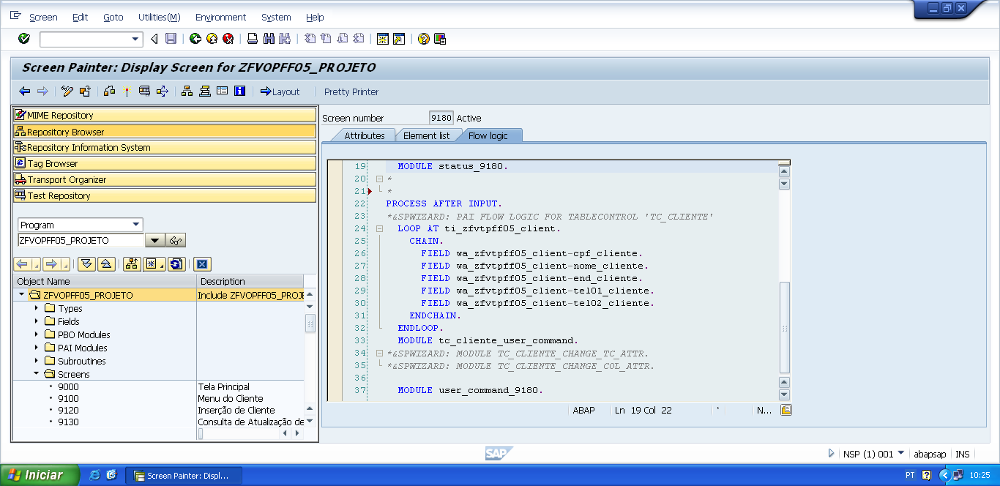 Screen Edit Goto Utilities(M) Environment System Help
Screen Painter: Display Screen for ZFVOPFF05_PROJETO
Layout Pretty Printer
MIME Repository
Repository Browser
Repository Information System
Tag Browser
Transport Organizer
Test Repository
Program
ZFVOPFF05_PROJETO
Object Name Description
ZFVOPFF05_PROJETO Include ZFVOPFF05_PROJE
Types
Fields
PBO Modules
PAI Modules
Subroutines
Screens
9000 Tela Principal
9100 Menu do Cliente
9120 Inserção de Cliente
9130 Consulta de Atualização de
Screen number 9180 Active
Attributes Element list Flow logic
19 MODULE status_9180.
20 *
21 *
22 PROCESS AFTER INPUT.
23 *&SPWIZARD: PAI FLOW LOGIC FOR TABLECONTROL 'TC_CLIENTE'
24 LOOP AT ti_zfvtpff05_client.
25 CHAIN.
26 FIELD wa_zfvtpff05_client-cpf_cliente.
27 FIELD wa_zfvtpff05_client-nome_cliente.
28 FIELD wa_zfvtpff05_client-end_cliente.
29 FIELD wa_zfvtpff05_client-tel01_cliente.
30 FIELD wa_zfvtpff05_client-tel02_cliente.
31 ENDCHAIN.
32 ENDLOOP.
33 MODULE tc_cliente_user_command.
34 *&SPWIZARD: MODULE TC_CLIENTE_CHANGE_TC_ATTR.
35 *&SPWIZARD: MODULE TC_CLIENTE_CHANGE_COL_ATTR.
36
37 MODULE user_command_9180.
ABAP Ln 19 Col 22 N...
SAP
NSP (1) 001 abapsap INS
Iniciar Screen Painter: Displ... PT 10:25